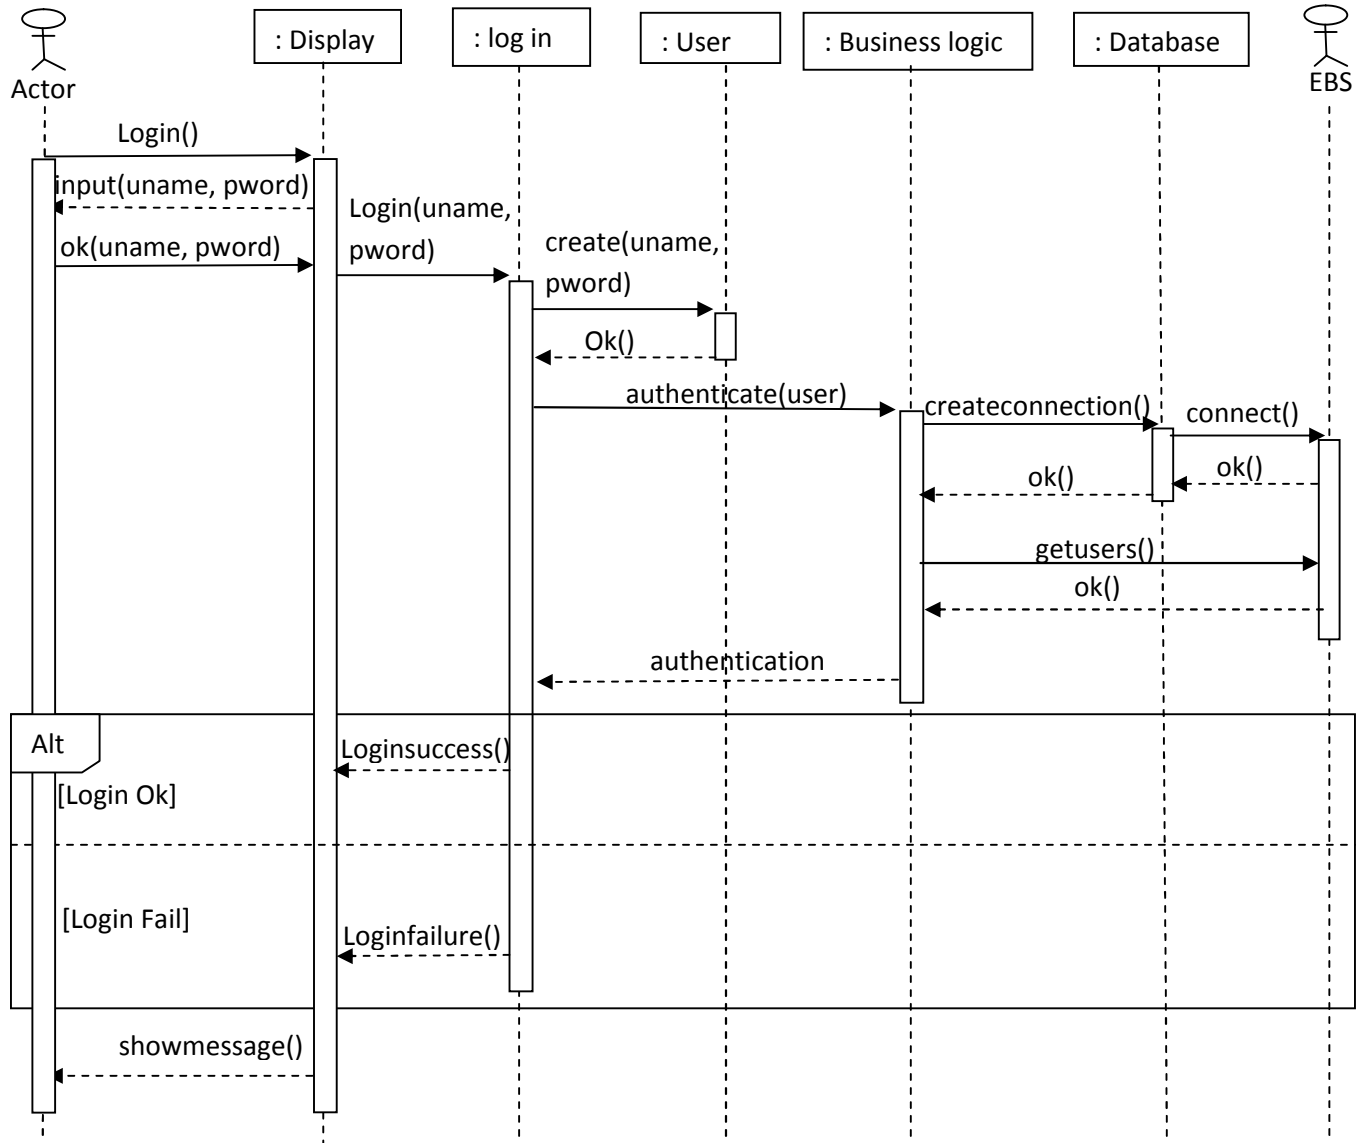 : Display
: log in
: User
: Business logic
: Database
Actor
EBS
Login()
input(uname, pword)
Login(uname,
pword)
ok(uname, pword)
create(uname,
pword)
Ok()
authenticate(user)
createconnection()
connect()
ok()
ok()
getusers()
ok()
authentication
Alt
Loginsuccess()
[Login Ok]
[Login Fail]
Loginfailure()
showmessage()